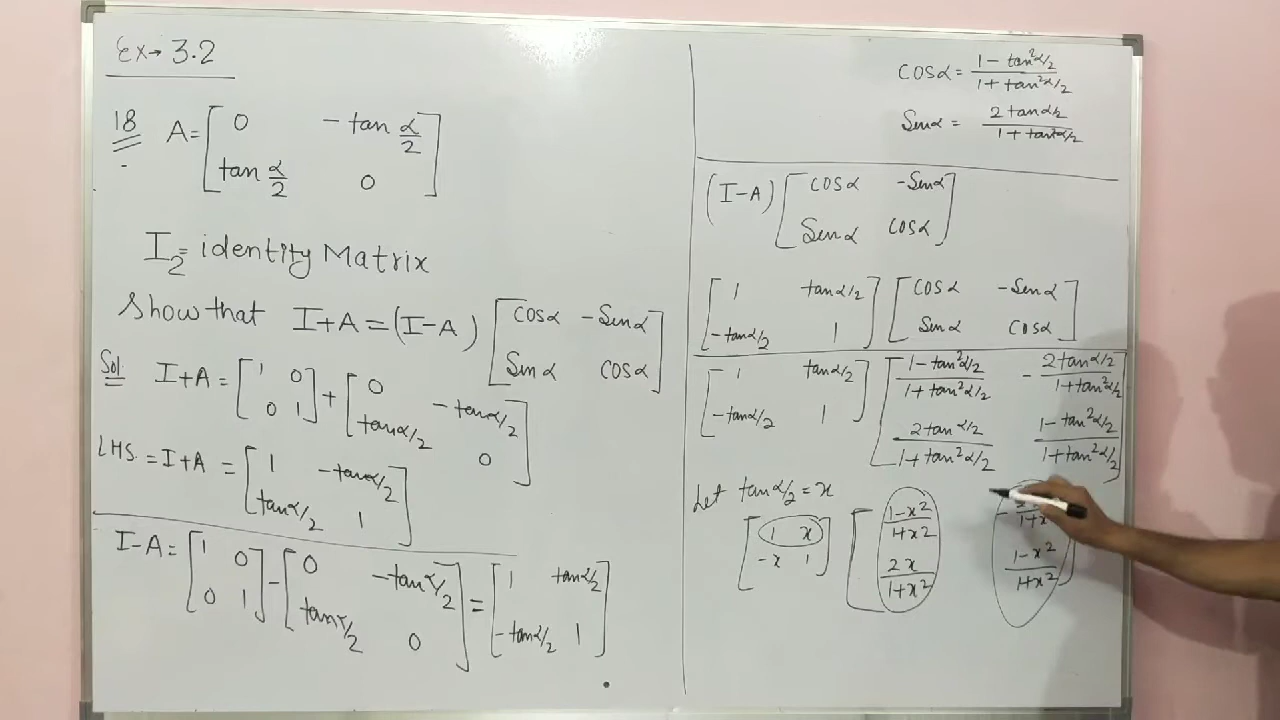 Ex→ 3.2
18 A= [ 0 - tan α/2
tan α/2 0 ]
I2= identity Matrix
Show that I+A = (I-A) [ cosα -Sinα
Sinα cosα ]
Sol. I+A = [ 1 0
0 1 ] + [ 0 - tanα/2
tanα/2 0 ]
LHS. = I+A = [ 1 -tanα/2
tanα/2 1 ]
I-A = [ 1 0
0 1 ] - [ 0 -tanα/2
tanα/2 0 ] = [ 1 tanα/2
-tanα/2 1 ]
cosα = 1 - tan²α/2 / 1 + tan²α/2
Sinα = 2 tanα/2 / 1 + tan²α/2
(I-A) [ cosα -Sinα
Sinα cosα ]
[ 1 tanα/2
-tanα/2 1 ] [ cosα -Sinα
Sinα cosα ]
[ 1 tanα/2
-tanα/2 1 ] [ 1-tan²α/2 / 1+tan²α/2 - 2tanα/2 / 1+tan²α/2
2tanα/2 / 1+tan²α/2 1-tan²α/2 / 1+tan²α/2 ]
Let tanα/2 = x
[ 1 x
-x 1 ] [ 1-x² / 1+x² - / 1+x
2x / 1+x² 1-x² / 1+x² ]